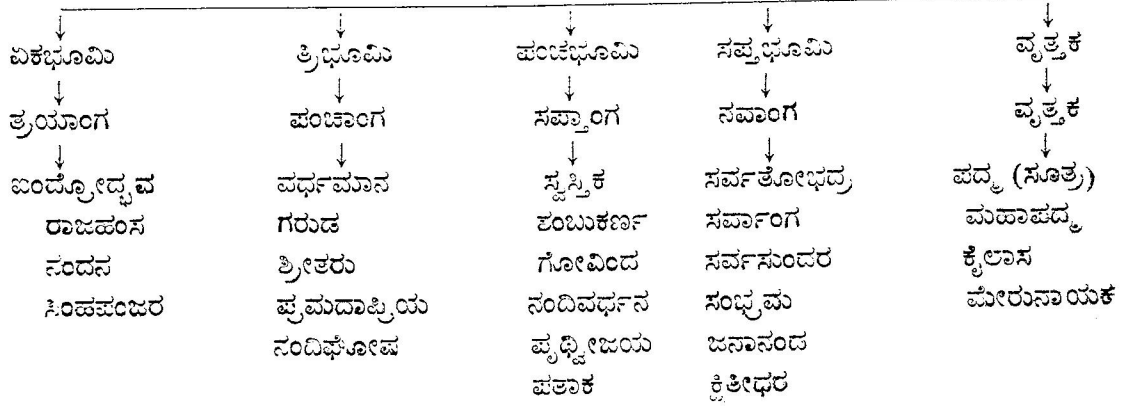 ಏಕಭೂಮಿ ತ್ರಿಭೂಮಿ ಪಂಚಭೂಮಿ ಸಪ್ತಭೂಮಿ ವೃತ್ತಕ
ತ್ರಯಾಂಗ ಪಂಚಾಂಗ ಸಪ್ತಾಂಗ ನವಾಂಗ ವೃತ್ತಕ
ಐಂದ್ರೋದ್ಭವ ವರ್ಧಮಾನ ಸ್ವಸ್ತಿಕ ಸರ್ವತೋಭದ್ರ ಪದ್ಮ (ಸೂತ್ರ)
ರಾಜಹಂಸ ಗರುಡ ಶಂಬುಕರ್ಣ ಸರ್ವಾಂಗ ಮಹಾಪದ್ಮ
ನಂದನ ಶ್ರೀತರು ಗೋವಿಂದ ಸರ್ವಸುಂದರ ಕೈಲಾಸ
ಸಿಂಹಪಂಜರ ಪ್ರಮದಾಪ್ರಿಯ ನಂದಿವರ್ಧನ ಸಂಭ್ರಮ ಮೇರುನಾಯಕ
ನಂದಿಘೋಷ ಪೃಥ್ವೀಜಯ ಜನಾನಂದ
ಪತಾಕ ಕ್ಷಿತೀಧರ